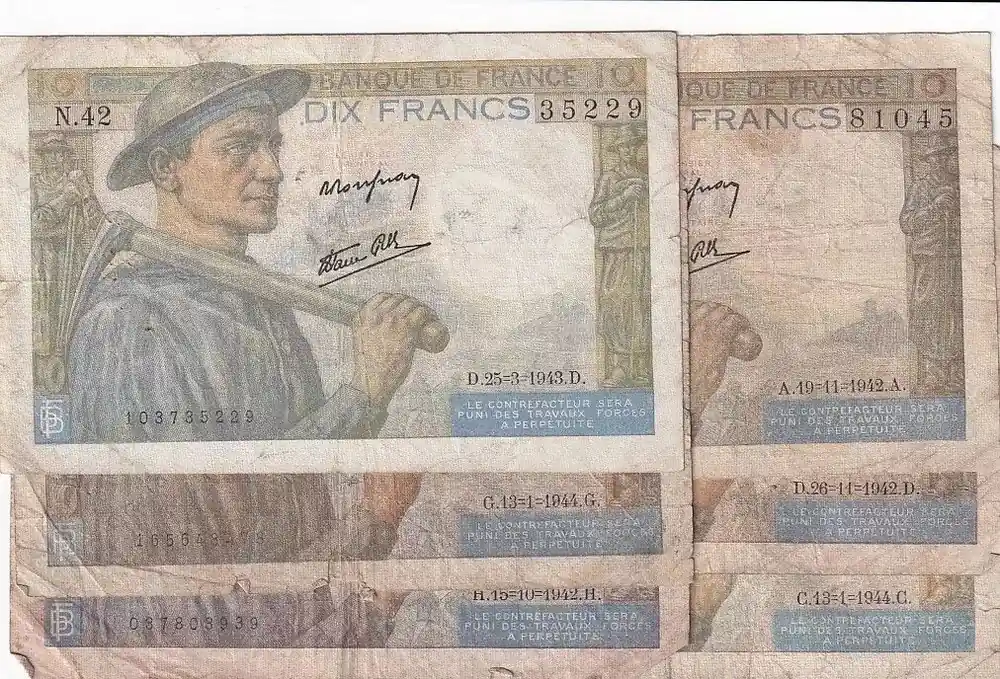 10 BANQUE DE FRANCE 10
N.42 DIX FRANCS 35229
D.25=3=1943.D.
103735229
LE CONTREFACTEUR SERA
PUNI DES TRAVAUX FORCES
A PERPETUITE
QUE DE FRANCE 10
FRANCS 81045
A.19=11=1942.A.
LE CONTREFACTEUR SERA
PUNI DES TRAVAUX FORCES
A PERPETUITE
G.13=1=1944.G.
LE CONTREFACTEUR SERA
PUNI DES TRAVAUX FORCES
A PERPETUITE
D.26=11=1942.D.
LE CONTREFACTEUR SERA
PUNI DES TRAVAUX FORCES
A PERPETUITE
H.15=10=1942.H.
037803939
LE CONTREFACTEUR SERA
PUNI DES TRAVAUX FORCES
A PERPETUITE
C.13=1=1944.C.
LE CONTREFACTEUR SERA
PUNI DES TRAVAUX FORCES
A PERPETUITE